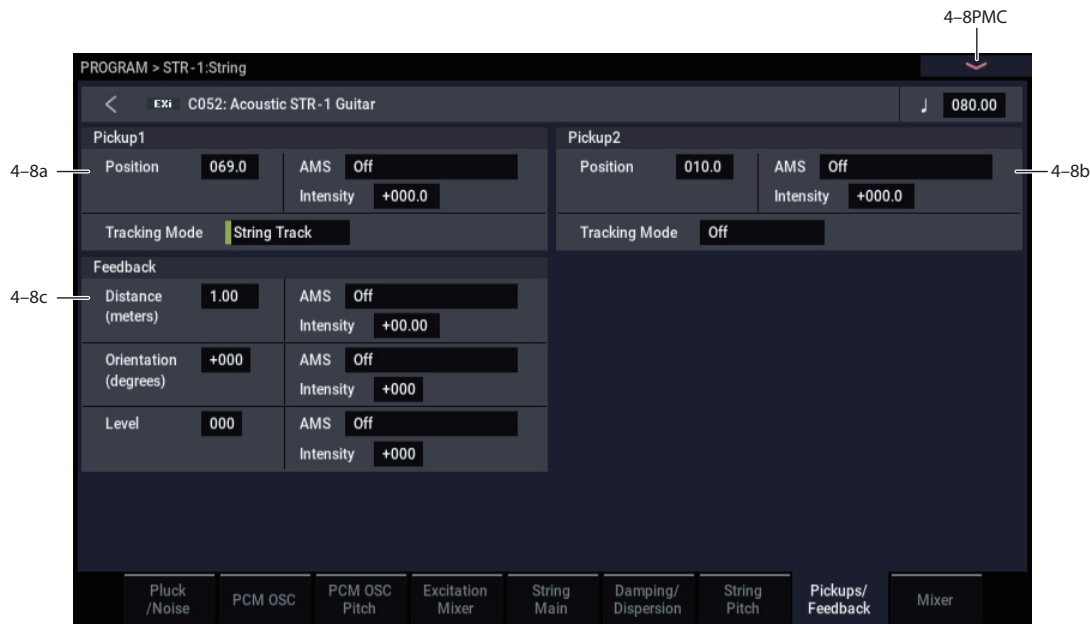 4–8PMC
PROGRAM > STR-1:String
EXi C052: Acoustic STR-1 Guitar ♩ 080.00
Pickup1
Position 069.0 AMS Off
Intensity +000.0
Tracking Mode String Track
4–8a
Pickup2
Position 010.0 AMS Off
Intensity +000.0
Tracking Mode Off
4–8b
Feedback
4–8c
Distance 1.00 AMS Off
(meters)
Intensity +00.00
Orientation +000 AMS Off
(degrees)
Intensity +000
Level 000 AMS Off
Intensity +000
Pluck
/Noise
PCM OSC
PCM OSC
Pitch
Excitation
Mixer
String
Main
Damping/
Dispersion
String
Pitch
Pickups/
Feedback
Mixer